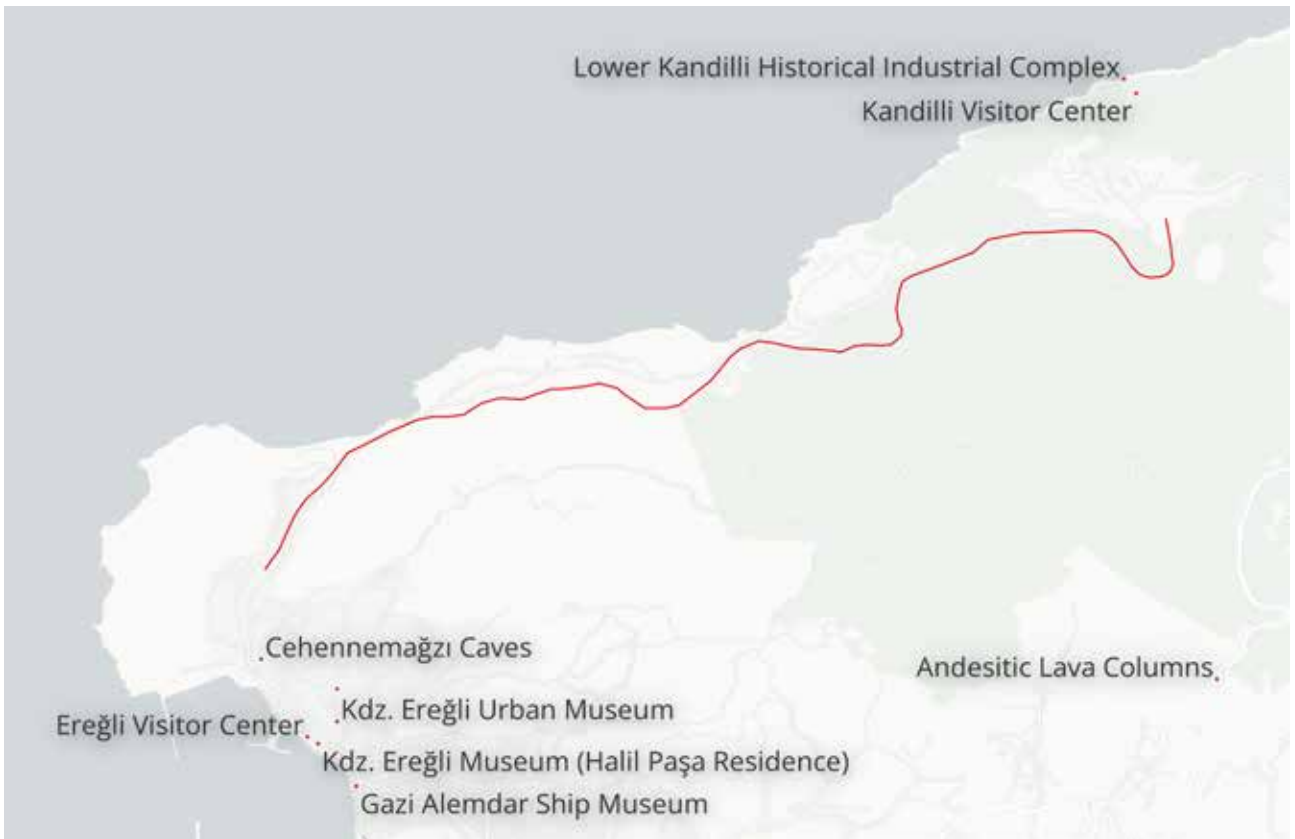 Lower Kandilli Historical Industrial Complex
Kandilli Visitor Center
Cehennemağzı Caves
Andesitic Lava Columns
Kdz. Ereğli Urban Museum
Ereğli Visitor Center
Kdz. Ereğli Museum (Halil Paşa Residence)
Gazi Alemdar Ship Museum